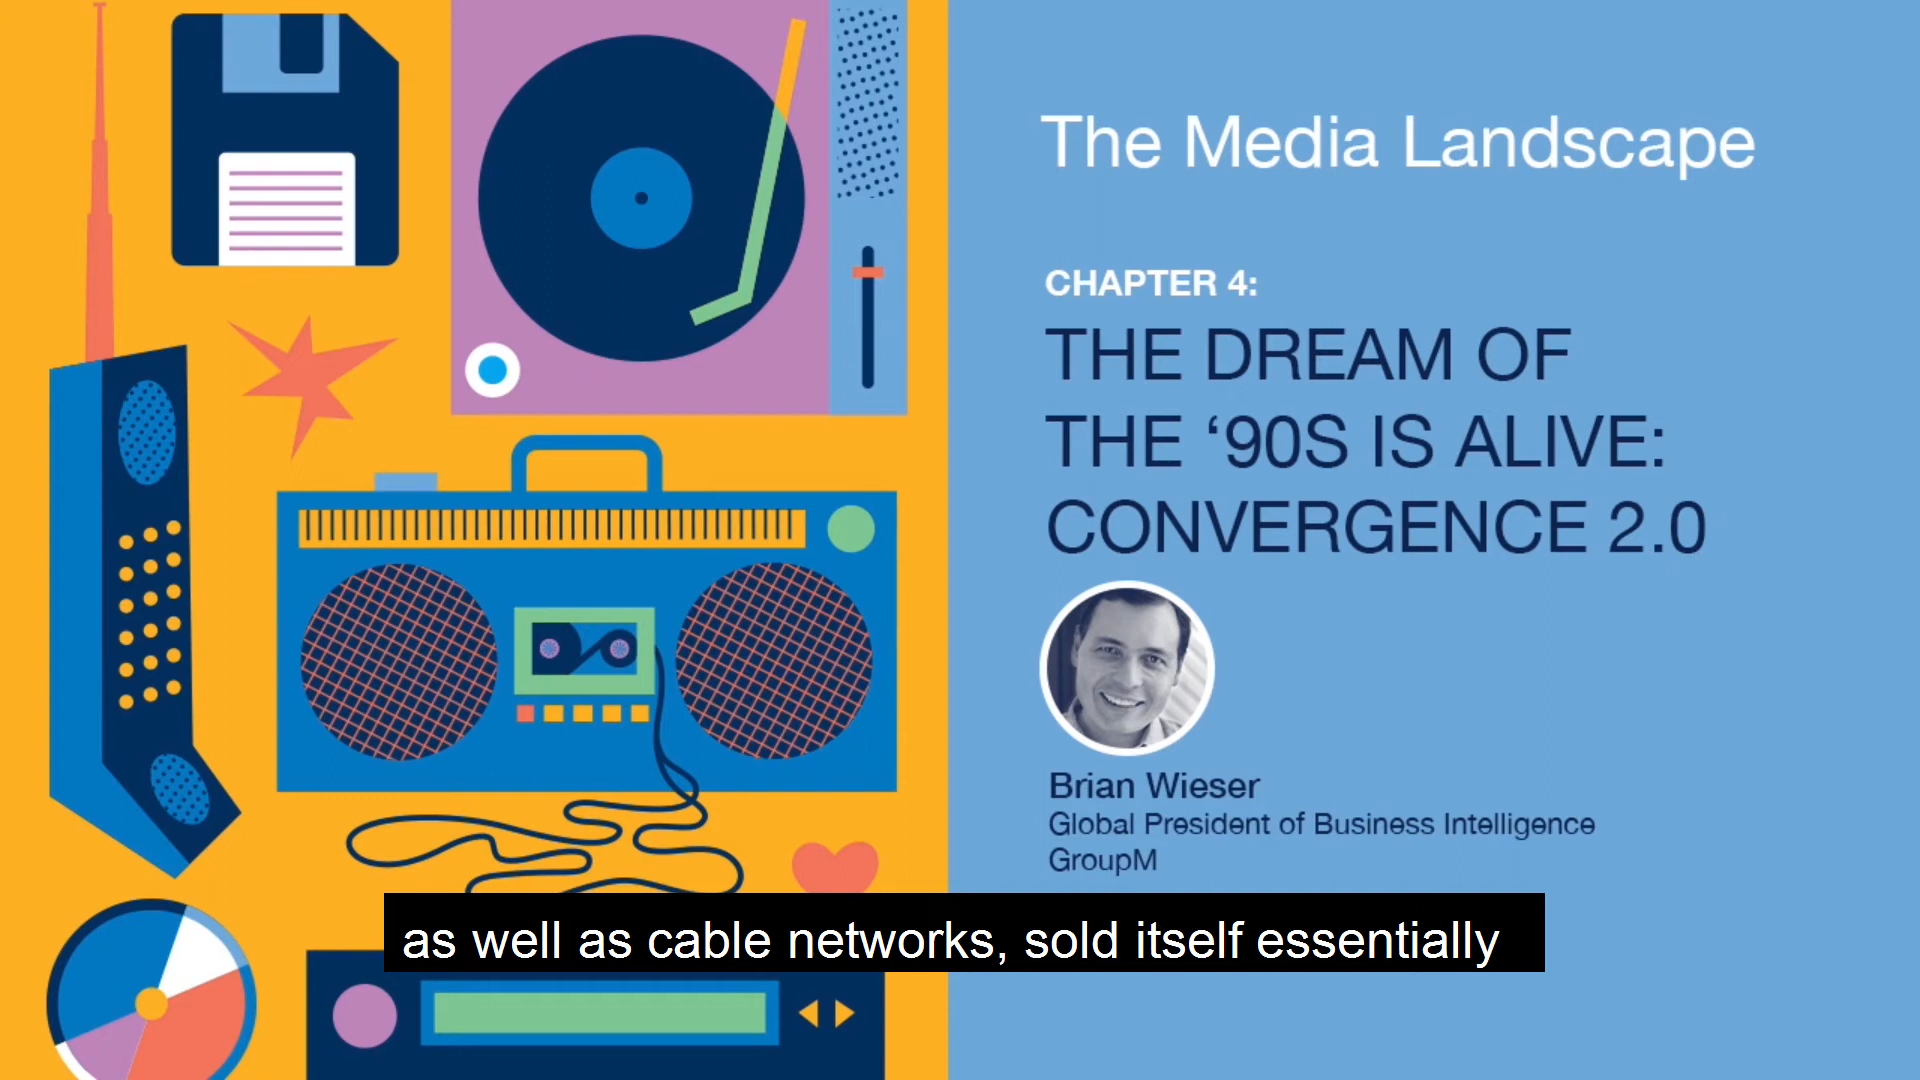 The Media Landscape
CHAPTER 4:
THE DREAM OF
THE ‘90S IS ALIVE:
CONVERGENCE 2.0
Brian Wieser
Global President of Business Intelligence
GroupM
as well as cable networks, sold itself essentially